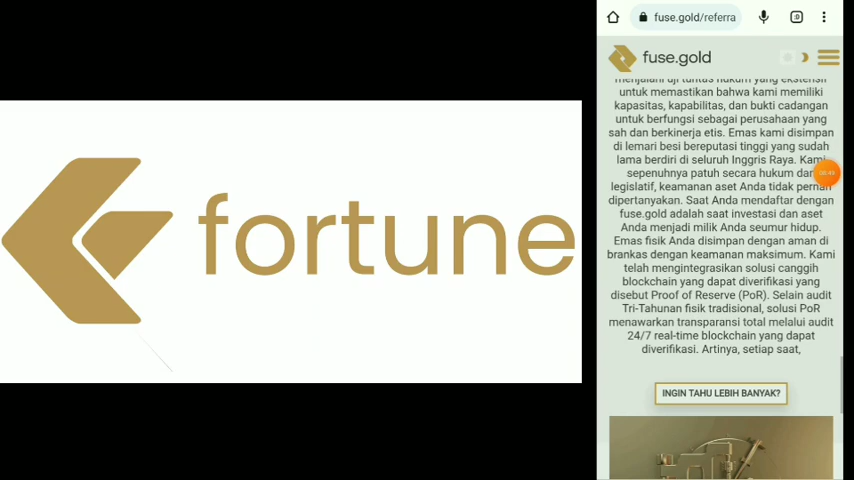 fortune
fuse.gold/referra
fuse.gold
menjalani uji tuntas hukum yang ekstensif
untuk memastikan bahwa kami memiliki
kapasitas, kapabilitas, dan bukti cadangan
untuk berfungsi sebagai perusahaan yang
sah dan berkinerja etis. Emas kami disimpan
di lemari besi bereputasi tinggi yang sudah
lama berdiri di seluruh Inggris Raya. Kami
sepenuhnya patuh secara hukum dan
legislatif, keamanan aset Anda tidak pernah
dipertanyakan. Saat Anda mendaftar dengan
fuse.gold adalah saat investasi dan aset
Anda menjadi milik Anda seumur hidup.
Emas fisik Anda disimpan dengan aman di
brankas dengan keamanan maksimum. Kami
telah mengintegrasikan solusi canggih
blockchain yang dapat diverifikasi yang
disebut Proof of Reserve (PoR). Selain audit
Tri-Tahunan fisik tradisional, solusi PoR
menawarkan transparansi total melalui audit
24/7 real-time blockchain yang dapat
diverifikasi. Artinya, setiap saat,
INGIN TAHU LEBIH BANYAK?